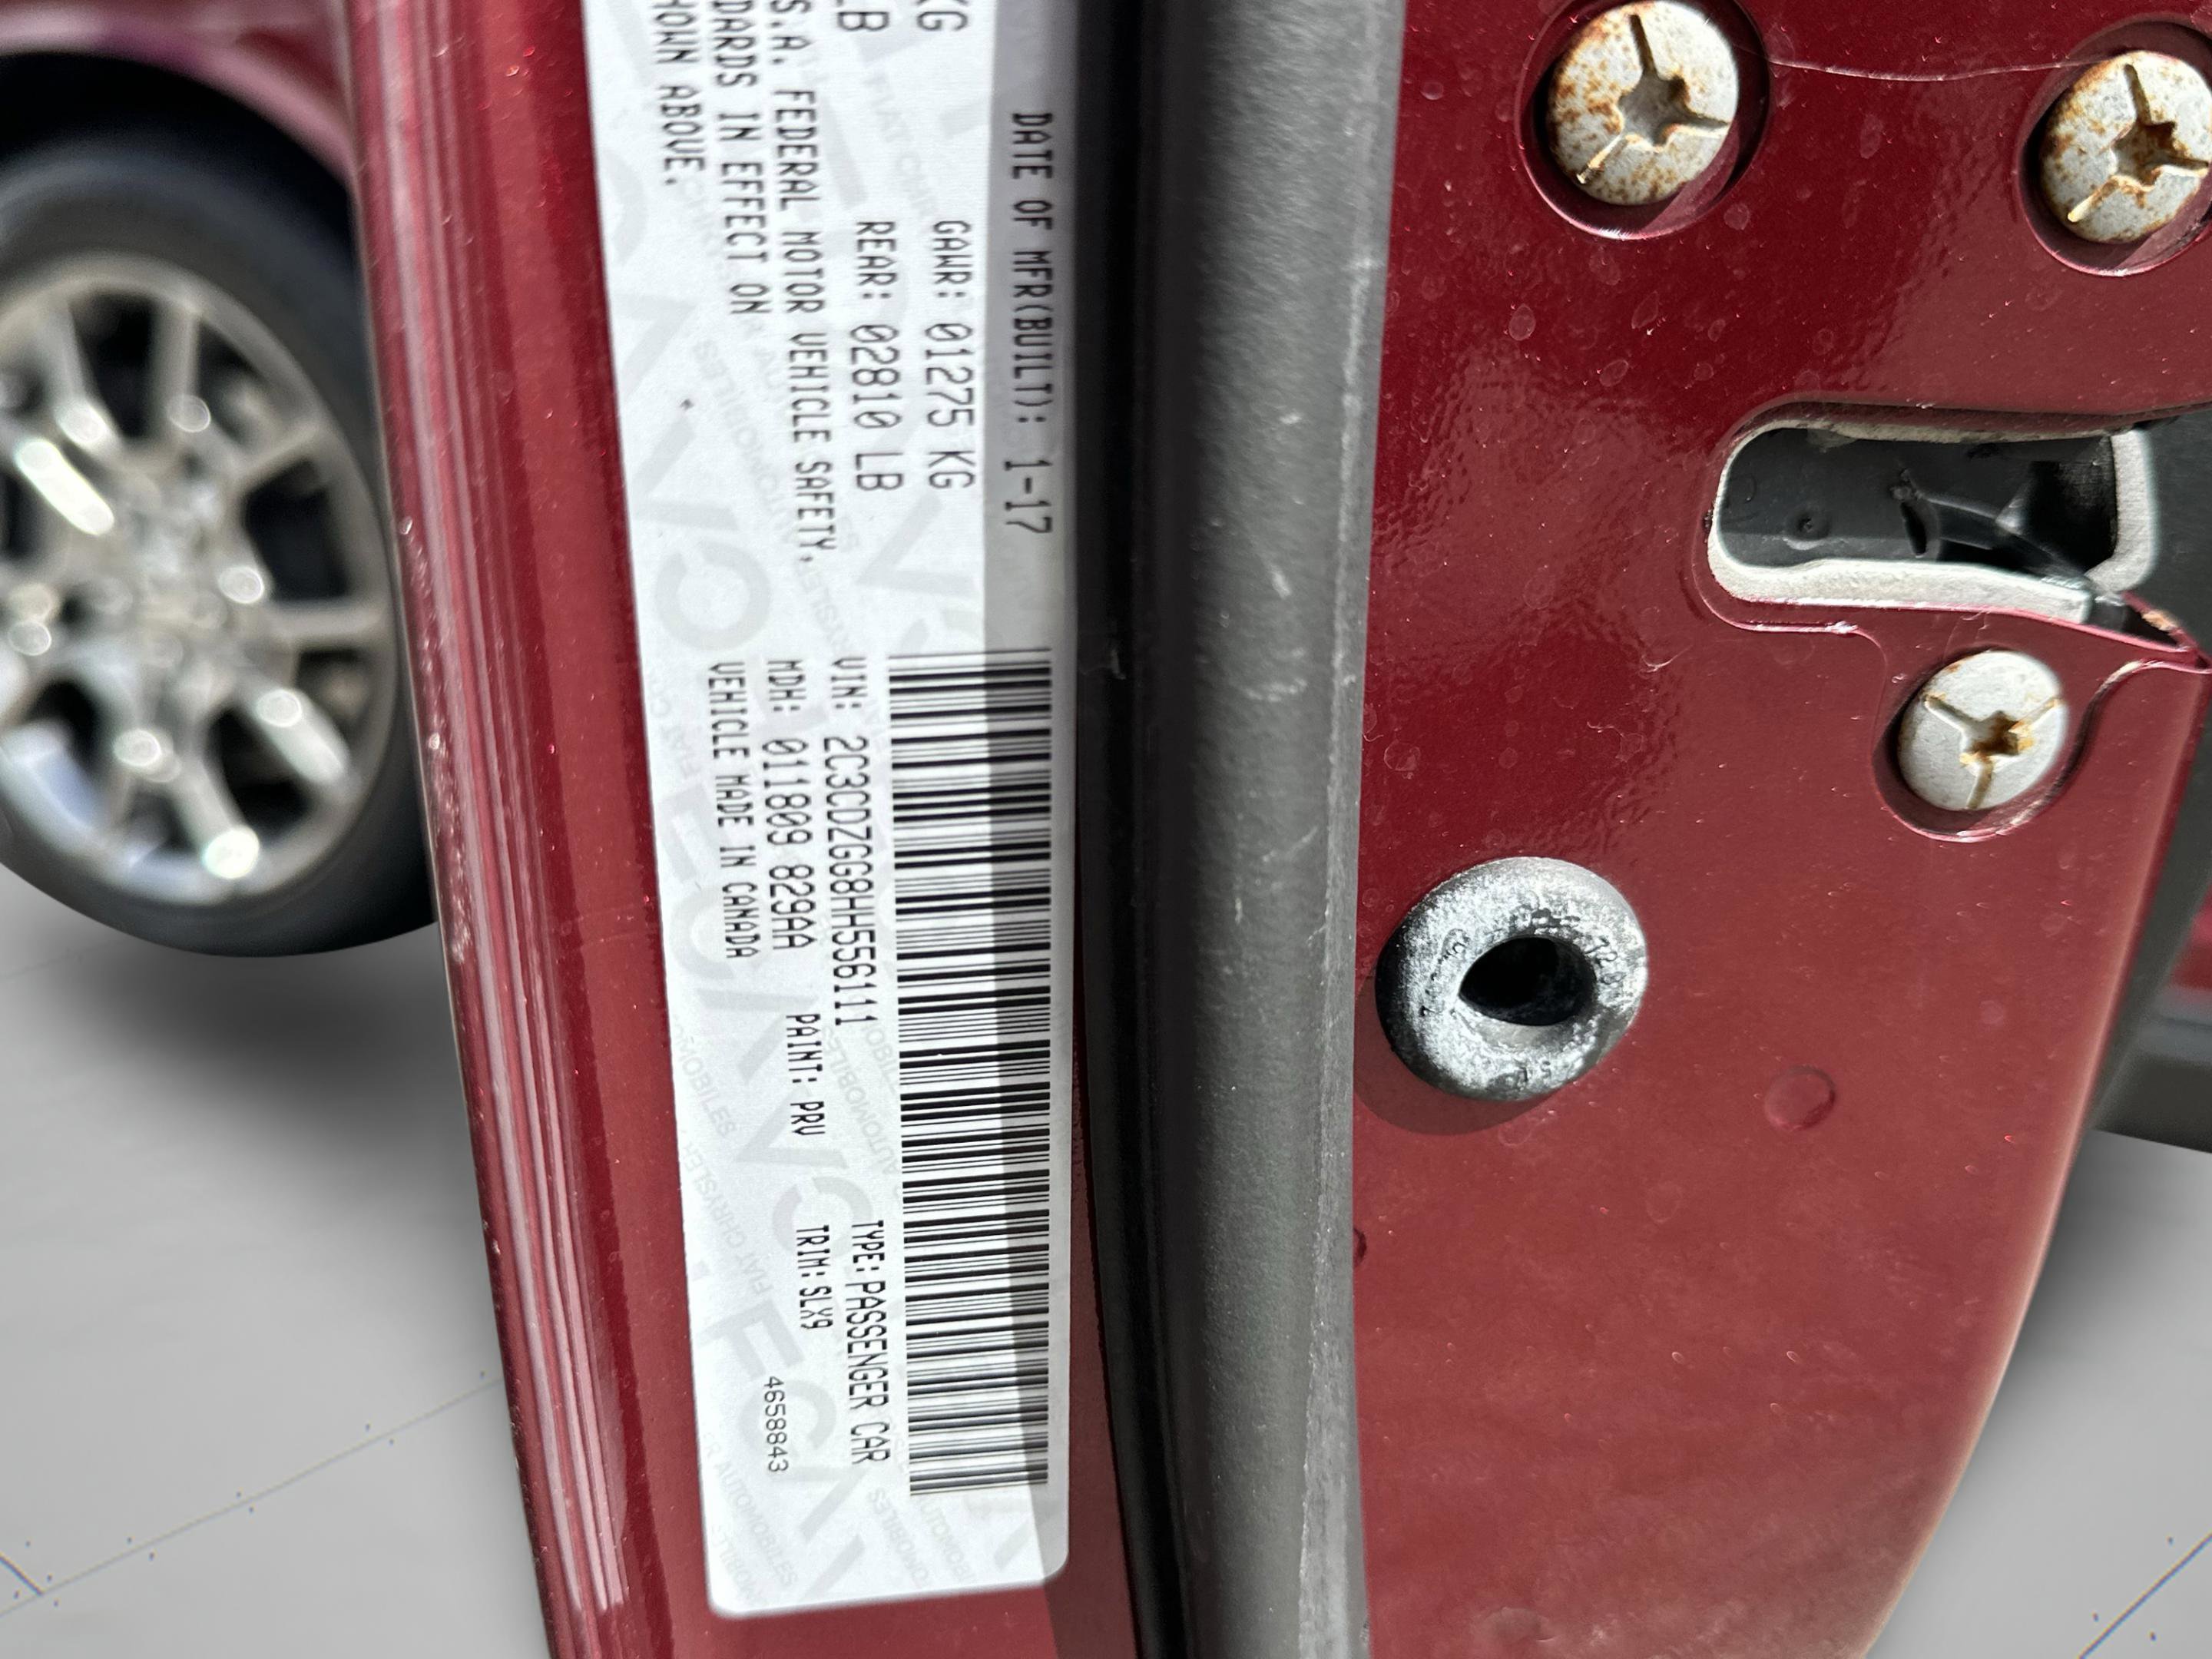 DATE OF MFR(BUILT): 1-17
KG
GAWR: 01275 KG
LB
REAR: 02810 LB
S.A. FEDERAL MOTOR VEHICLE SAFETY,
DARDS IN EFFECT ON
HOWN ABOVE.
VIN: 2C3CDZGG8HH556111
TYPE: PASSENGER CAR
MDH: 011809 829AA PAINT: PRV TRIM: SLX9
VEHICLE MADE IN CANADA
4658843